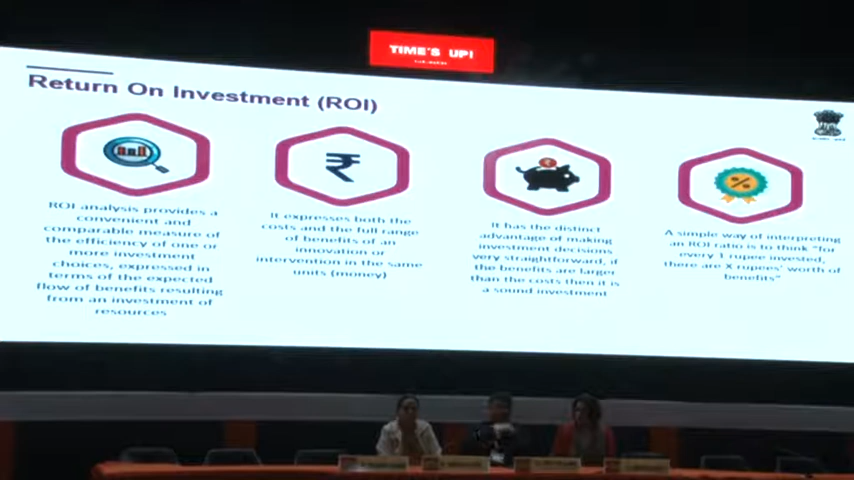 TIME'S UP!
Return On Investment (ROI)
ROI analysis provides a
convenient and
comparable measure of
the efficiency of one or
more investment
choices, expressed in
terms of the expected
flow of benefits resulting
from an investment of
resources
It expresses both the
costs and the full range
of benefits of an
innovation or
intervention in the same
units (money)
It has the distinct
advantage of making
investment decisions
very straightforward, if
the benefits are larger
than the costs then it is
a sound investment
A simple way of interpreting
an ROI ratio is to think "for
every 1 rupee invested,
there are X rupees' worth of
benefits"